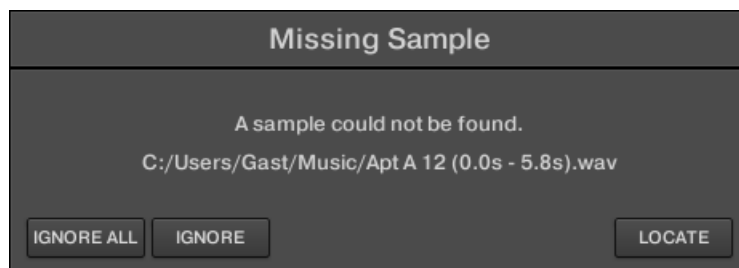 Missing Sample
A sample could not be found.
C:/Users/Gast/Music/Apt A 12 (0.0s - 5.8s).wav
IGNORE ALL IGNORE LOCATE